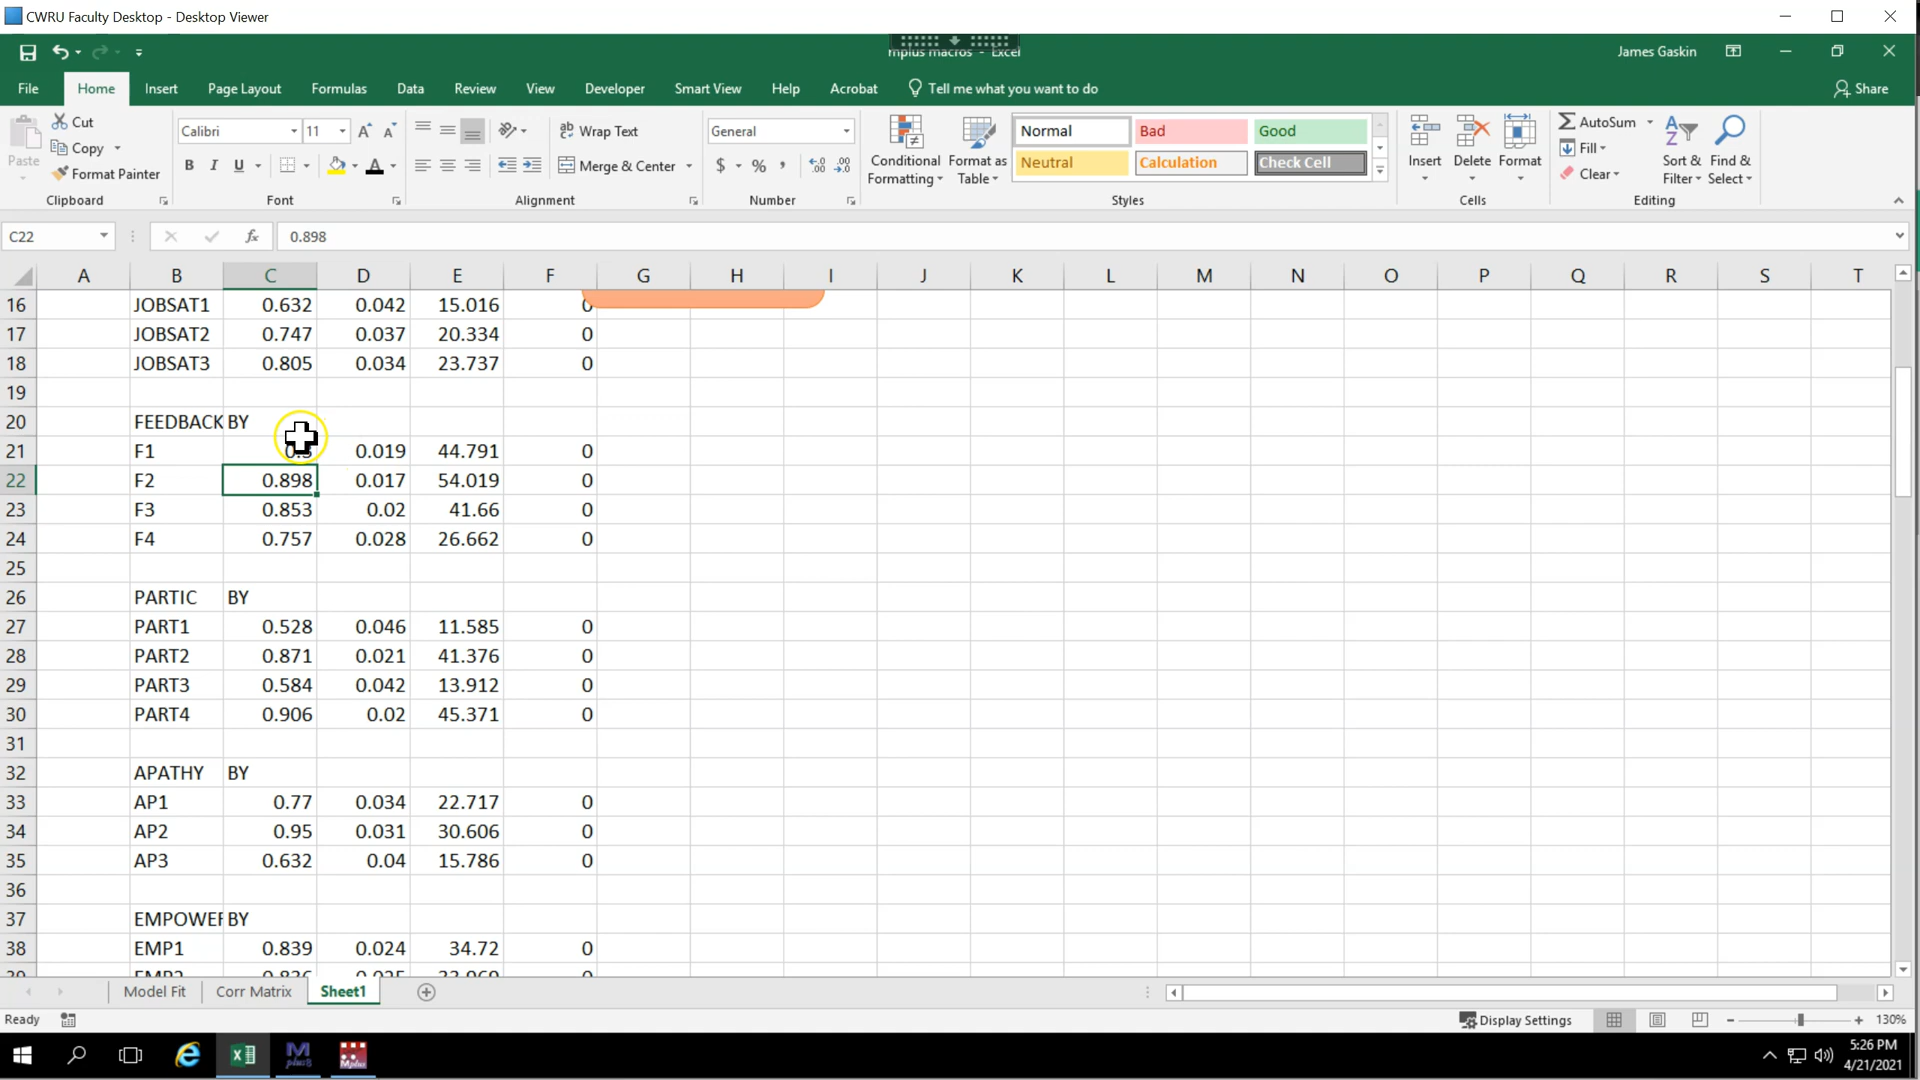 CWRU Faculty Desktop - Desktop Viewer
mplus macros - Excel
James Gaskin
File Home Insert Page Layout Formulas Data Review View Developer Smart View Help Acrobat Tell me what you want to do Share
Cut
Copy
Format Painter
Paste
Clipboard
Calibri 11
B I U
Font
Wrap Text
Merge & Center
Alignment
General
$ % ,
Number
Conditional Formatting
Format as Table
Normal Bad Good
Neutral Calculation Check Cell
Styles
Insert Delete Format
Cells
AutoSum
Fill
Clear
Sort & Filter
Find & Select
Editing
C22 fx 0.898
A B C D E F G H I J K L M N O P Q R S T
16 JOBSAT1 0.632 0.042 15.016 0
17 JOBSAT2 0.747 0.037 20.334 0
18 JOBSAT3 0.805 0.034 23.737 0
19
20 FEEDBACK BY
21 F1 0.019 44.791 0
22 F2 0.898 0.017 54.019 0
23 F3 0.853 0.02 41.66 0
24 F4 0.757 0.028 26.662 0
25
26 PARTIC BY
27 PART1 0.528 0.046 11.585 0
28 PART2 0.871 0.021 41.376 0
29 PART3 0.584 0.042 13.912 0
30 PART4 0.906 0.02 45.371 0
31
32 APATHY BY
33 AP1 0.77 0.034 22.717 0
34 AP2 0.95 0.031 30.606 0
35 AP3 0.632 0.04 15.786 0
36
37 EMPOWER BY
38 EMP1 0.839 0.024 34.72 0
Model Fit Corr Matrix Sheet1
Ready
Display Settings
130%
5:26 PM
4/21/2021